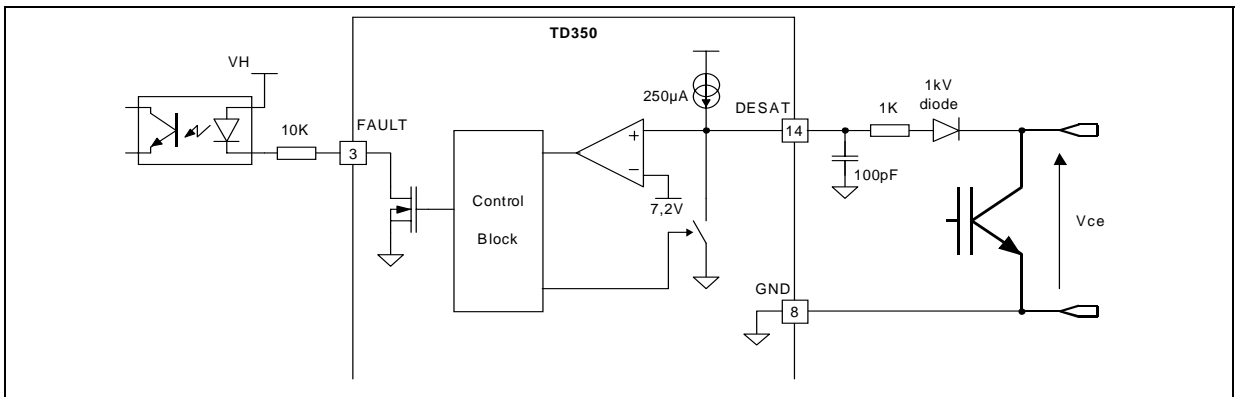 TD350
VH
10K
FAULT
3
Control
Block
250µA
+
−
7,2V
DESAT
14
100pF
1K
1kV
diode
Vce
GND
8